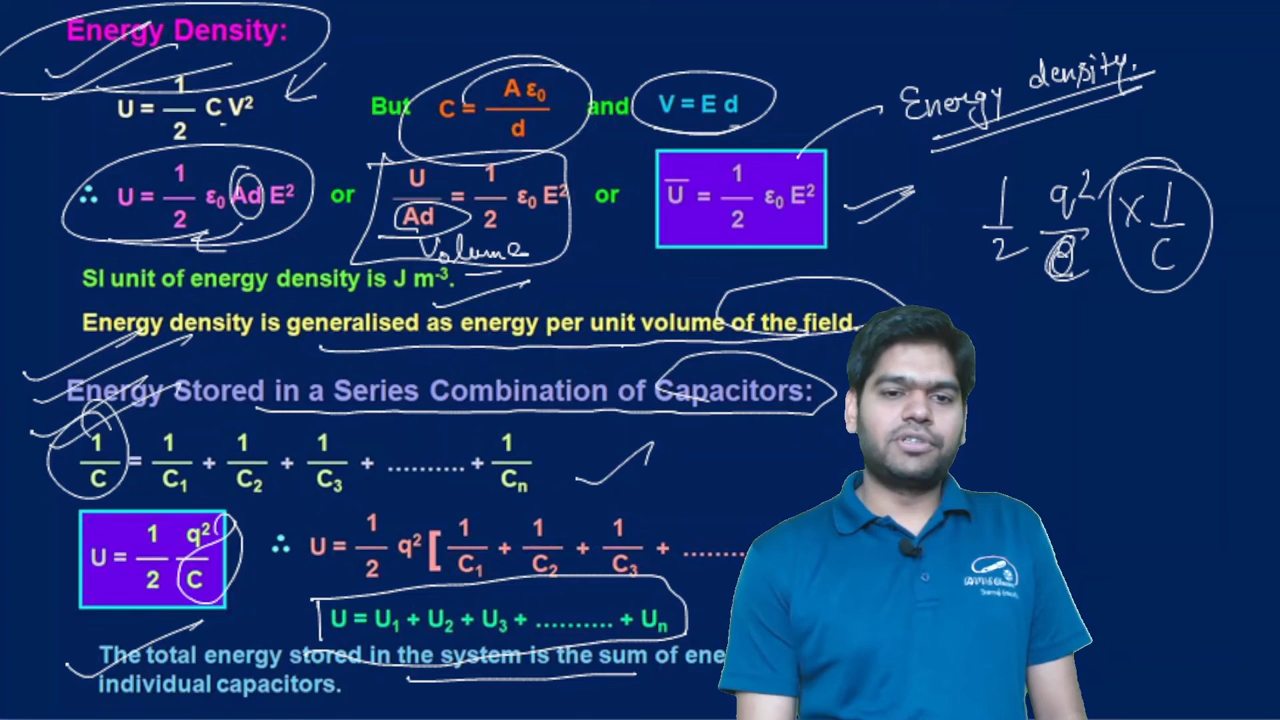 Energy Density:
U = 1/2 C V² But C = A ε₀/d and V = E d
Energy density.
∴ U = 1/2 ε₀ Ad E² or U/Ad = 1/2 ε₀ E² or U̅ = 1/2 ε₀ E²
Volume
1/2 q²/C × 1/C
SI unit of energy density is J m⁻³.
Energy density is generalised as energy per unit volume of the field.
Energy Stored in a Series Combination of Capacitors:
1/C = 1/C₁ + 1/C₂ + 1/C₃ + .......... + 1/Cₙ
U = 1/2 q²/C ∴ U = 1/2 q² [ 1/C₁ + 1/C₂ + 1/C₃ + ........
U = U₁ + U₂ + U₃ + .......... + Uₙ
The total energy stored in the system is the sum of
individual capacitors.